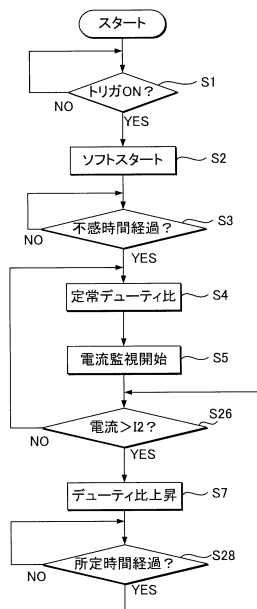 スタート
トリガON？
S1
NO
YES
ソフトスタート
S2
不感時間経過？
S3
NO
YES
定常デューティ比
S4
電流監視開始
S5
電流>I2？
S26
NO
YES
デューティ比上昇
S7
所定時間経過？
S28
NO
YES